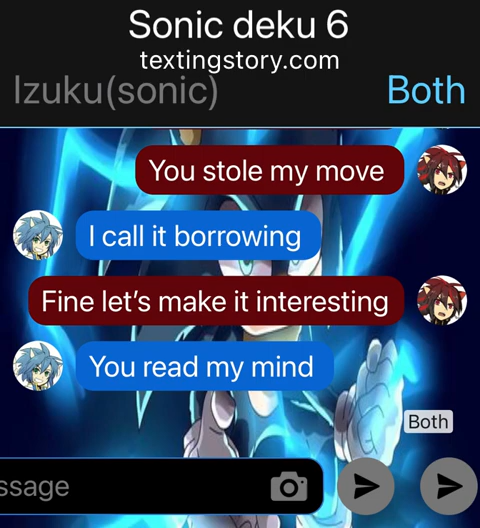 Sonic deku 6
textingstory.com
Izuku(sonic)
Both
You stole my move
I call it borrowing
Fine let’s make it interesting
You read my mind
Both
ssage